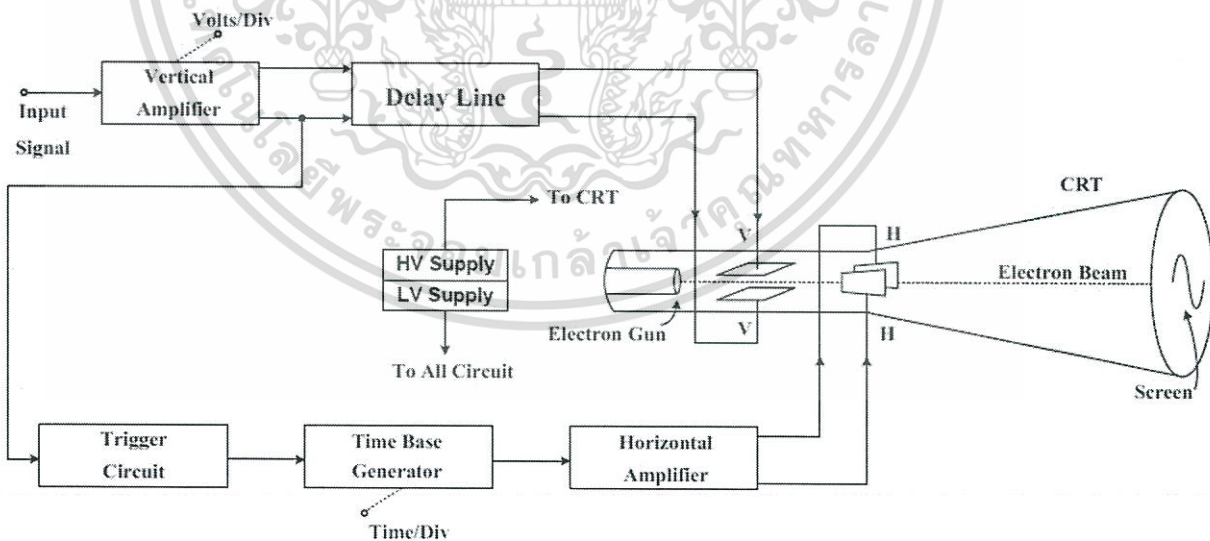 Volts/Div
Vertical
Amplifier
Input
Signal
Delay Line
To CRT
HV Supply
LV Supply
To All Circuit
V
V
H
H
CRT
Electron Gun
Electron Beam
Screen
Trigger
Circuit
Time Base
Generator
Horizontal
Amplifier
Time/Div